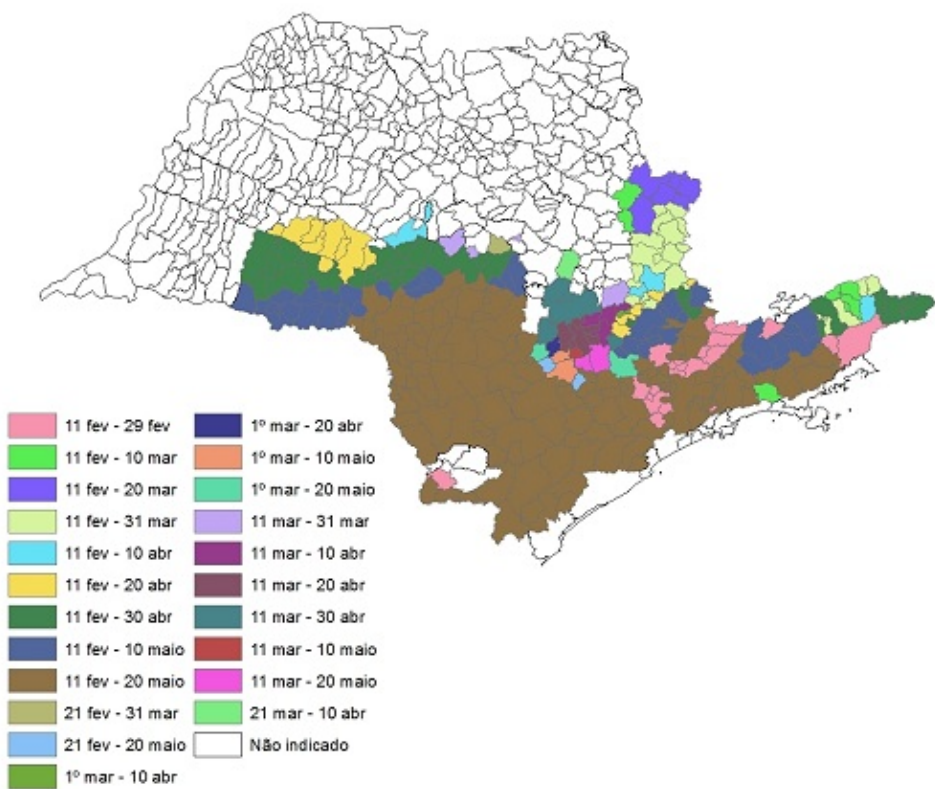 11 fev - 29 fev
11 fev - 10 mar
11 fev - 20 mar
11 fev - 31 mar
11 fev - 10 abr
11 fev - 20 abr
11 fev - 30 abr
11 fev - 10 maio
11 fev - 20 maio
21 fev - 31 mar
21 fev - 20 maio
1º mar - 10 abr
1º mar - 20 abr
1º mar - 10 maio
1º mar - 20 maio
11 mar - 31 mar
11 mar - 10 abr
11 mar - 20 abr
11 mar - 30 abr
11 mar - 10 maio
11 mar - 20 maio
21 mar - 10 abr
Não indicado